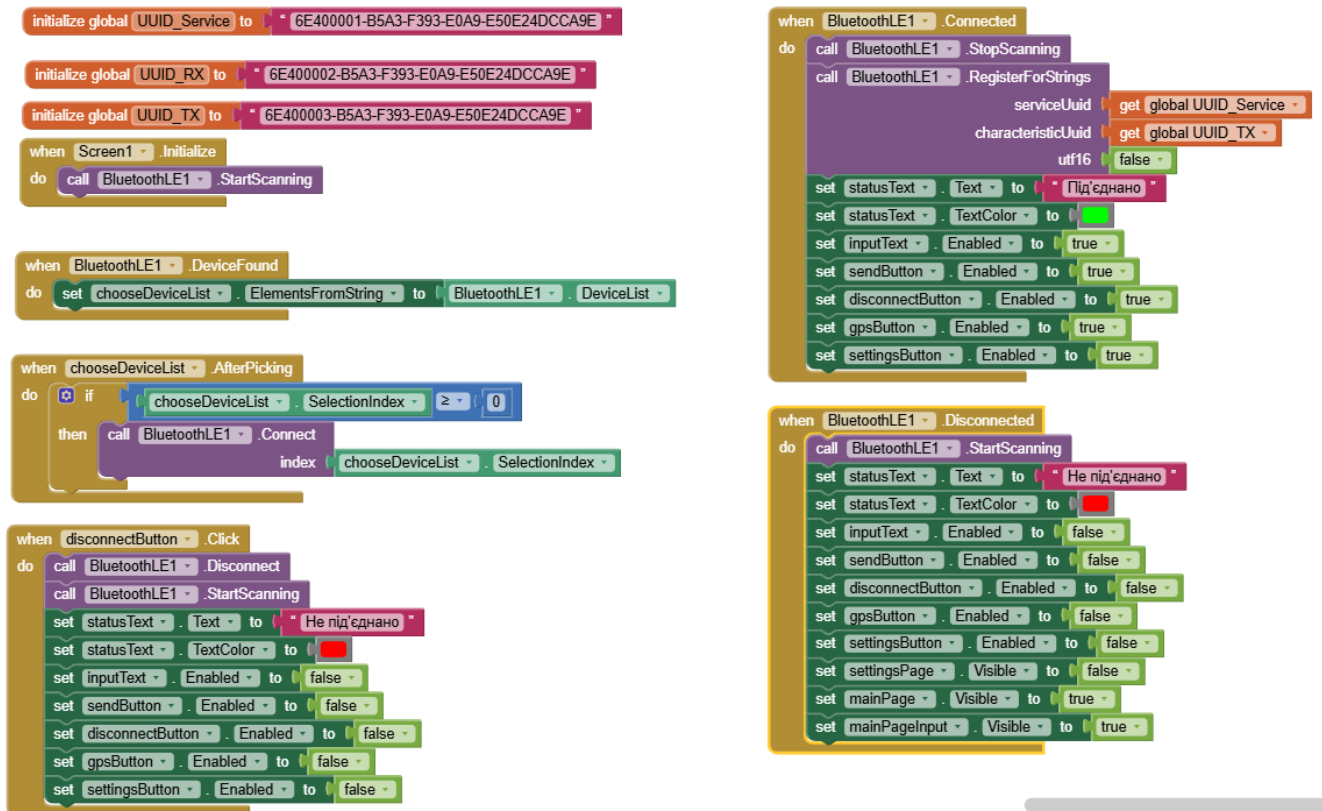 initialize global UUID_Service to " 6E400001-B5A3-F393-E0A9-E50E24DCCA9E "
initialize global UUID_RX to " 6E400002-B5A3-F393-E0A9-E50E24DCCA9E "
initialize global UUID_TX to " 6E400003-B5A3-F393-E0A9-E50E24DCCA9E "
when Screen1 .Initialize
do call BluetoothLE1 .StartScanning
when BluetoothLE1 .DeviceFound
do set chooseDeviceList . ElementsFromString to BluetoothLE1 . DeviceList
when chooseDeviceList .AfterPicking
do if chooseDeviceList . SelectionIndex ≥ 0
then call BluetoothLE1 .Connect
index chooseDeviceList . SelectionIndex
when disconnectButton .Click
do call BluetoothLE1 .Disconnect
call BluetoothLE1 .StartScanning
set statusText . Text to " Не під'єднано "
set statusText . TextColor to
set inputText . Enabled to false
set sendButton . Enabled to false
set disconnectButton . Enabled to false
set gpsButton . Enabled to false
set settingsButton . Enabled to false
when BluetoothLE1 .Connected
do call BluetoothLE1 .StopScanning
call BluetoothLE1 .RegisterForStrings
serviceUuid get global UUID_Service
characteristicUuid get global UUID_TX
utf16 false
set statusText . Text to " Під'єднано "
set statusText . TextColor to
set inputText . Enabled to true
set sendButton . Enabled to true
set disconnectButton . Enabled to true
set gpsButton . Enabled to true
set settingsButton . Enabled to true
when BluetoothLE1 .Disconnected
do call BluetoothLE1 .StartScanning
set statusText . Text to " Не під'єднано "
set statusText . TextColor to
set inputText . Enabled to false
set sendButton . Enabled to false
set disconnectButton . Enabled to false
set gpsButton . Enabled to false
set settingsButton . Enabled to false
set settingsPage . Visible to false
set mainPage . Visible to true
set mainPageInput . Visible to true